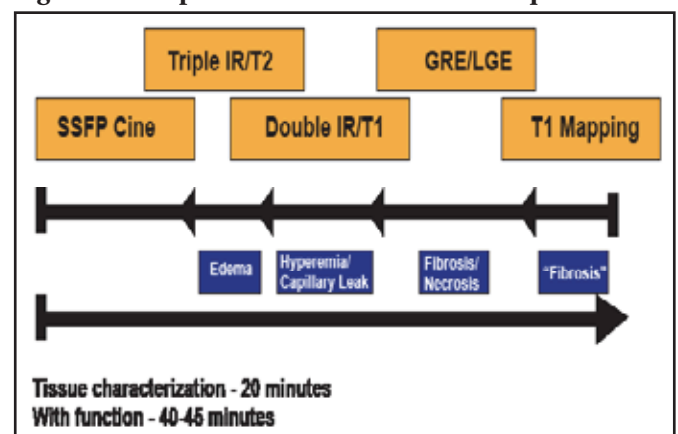 Triple IR/T2
GRE/LGE
SSFP Cine
Double IR/T1
T1 Mapping
Edema
Hyperemia/
Capillary Leak
Fibrosis/
Necrosis
"Fibrosis"
Tissue characterization - 20 minutes
With function - 40-45 minutes